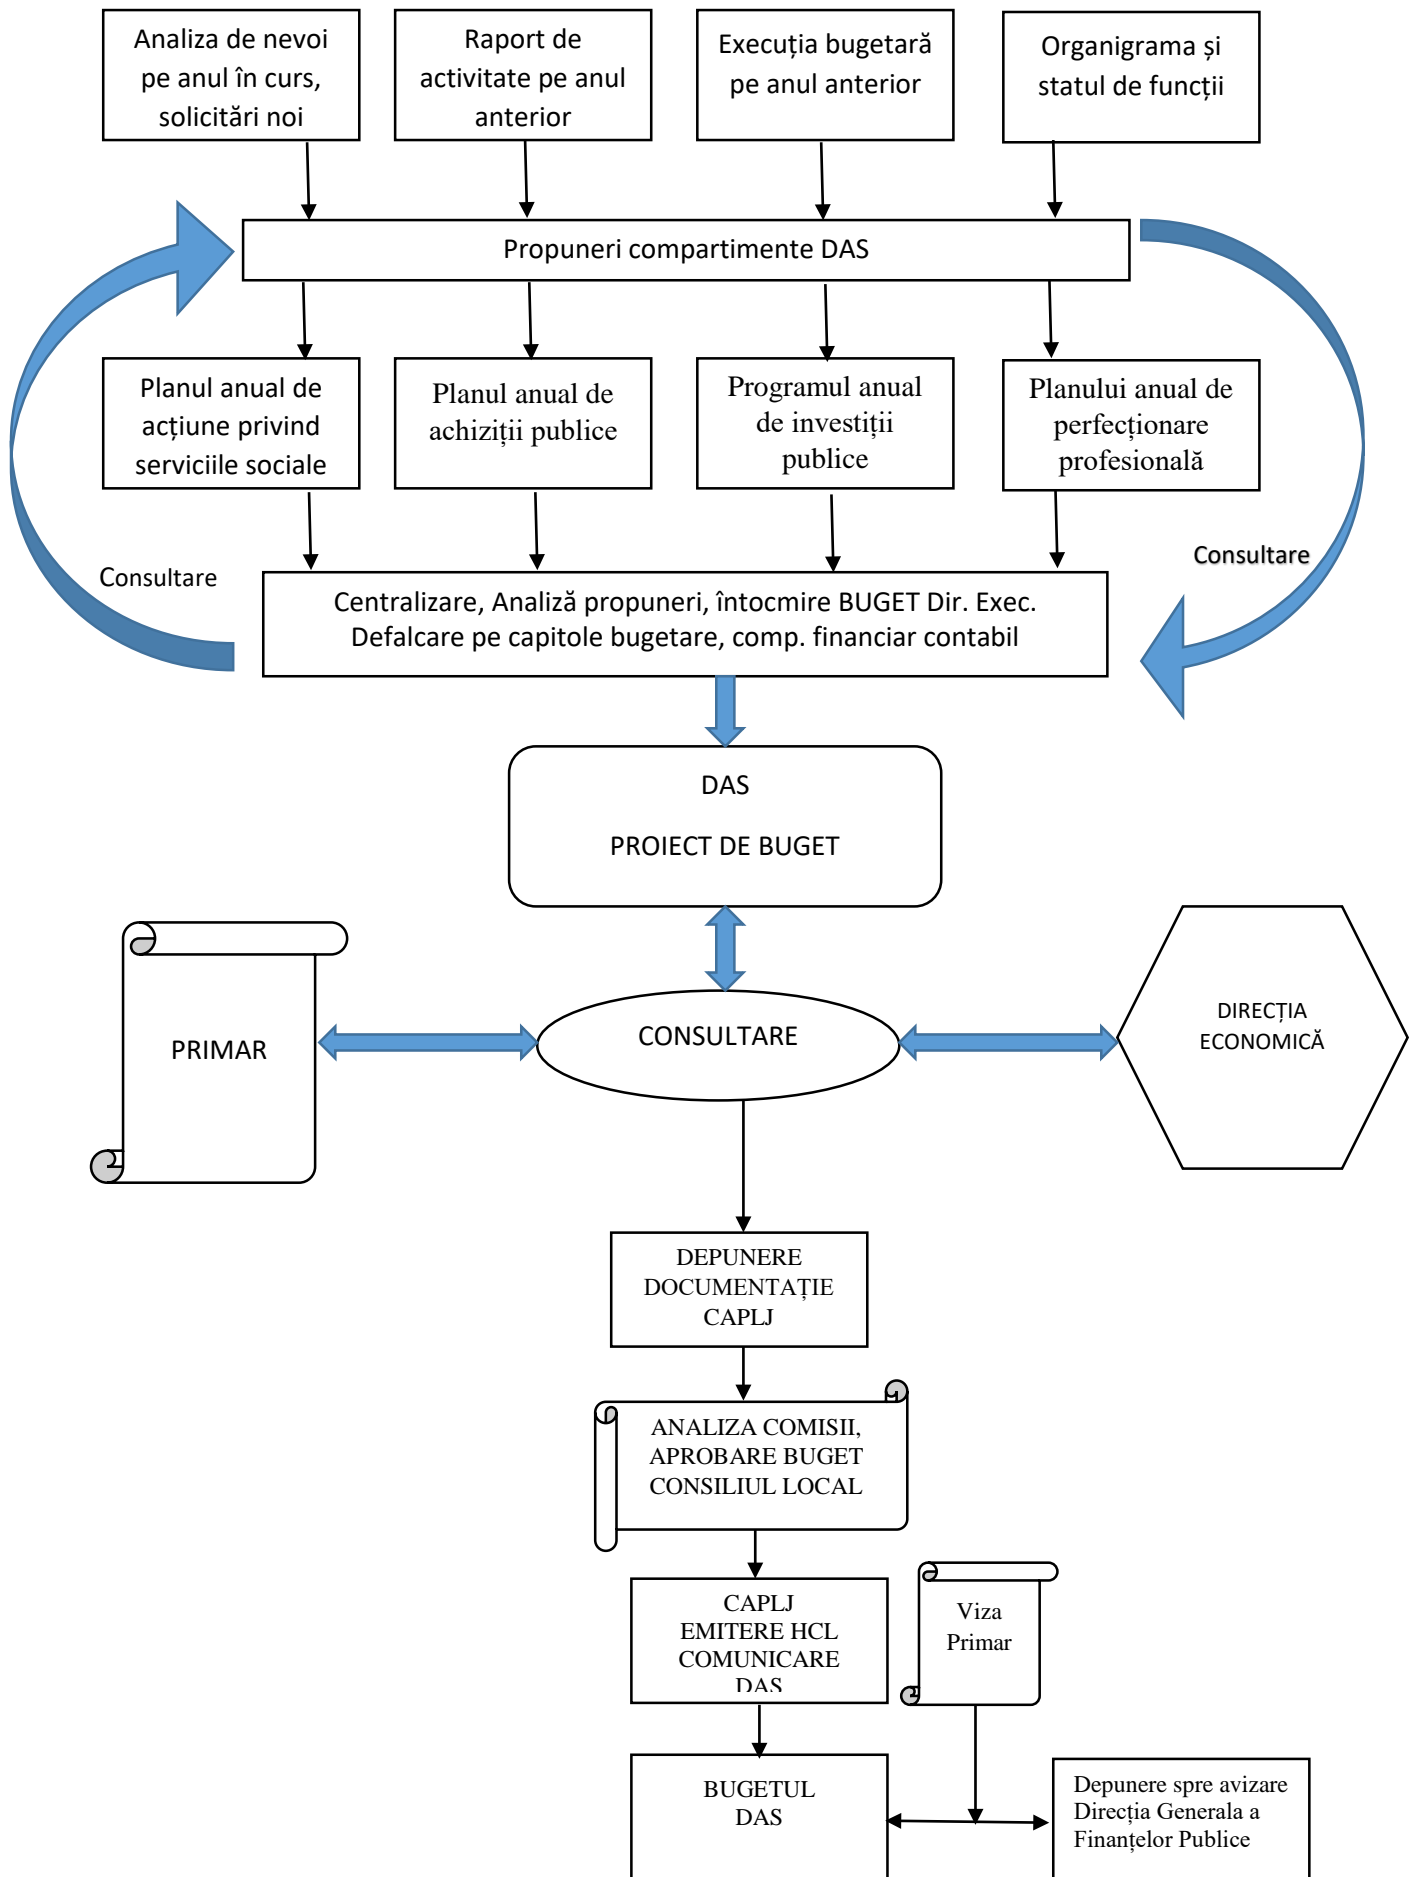 Analiza de nevoi
pe anul în curs,
solicitări noi
Raport de
activitate pe anul
anterior
Execuția bugetară
pe anul anterior
Organigrama și
statul de funcții
Propuneri compartimente DAS
Planul anual de
acțiune privind
serviciile sociale
Planul anual de
achiziții publice
Programul anual
de investiții
publice
Planului anual de
perfecționare
profesională
Consultare
Consultare
Centralizare, Analiză propuneri, întocmire BUGET Dir. Exec.
Defalcare pe capitole bugetare, comp. financiar contabil
DAS
PROIECT DE BUGET
PRIMAR
CONSULTARE
DIRECȚIA
ECONOMICĂ
DEPUNERE
DOCUMENTAȚIE
CAPLJ
ANALIZA COMISII,
APROBARE BUGET
CONSILIUL LOCAL
CAPLJ
EMITERE HCL
COMUNICARE
DAS
Viza
Primar
BUGETUL
DAS
Depunere spre avizare
Direcția Generala a
Finanțelor Publice